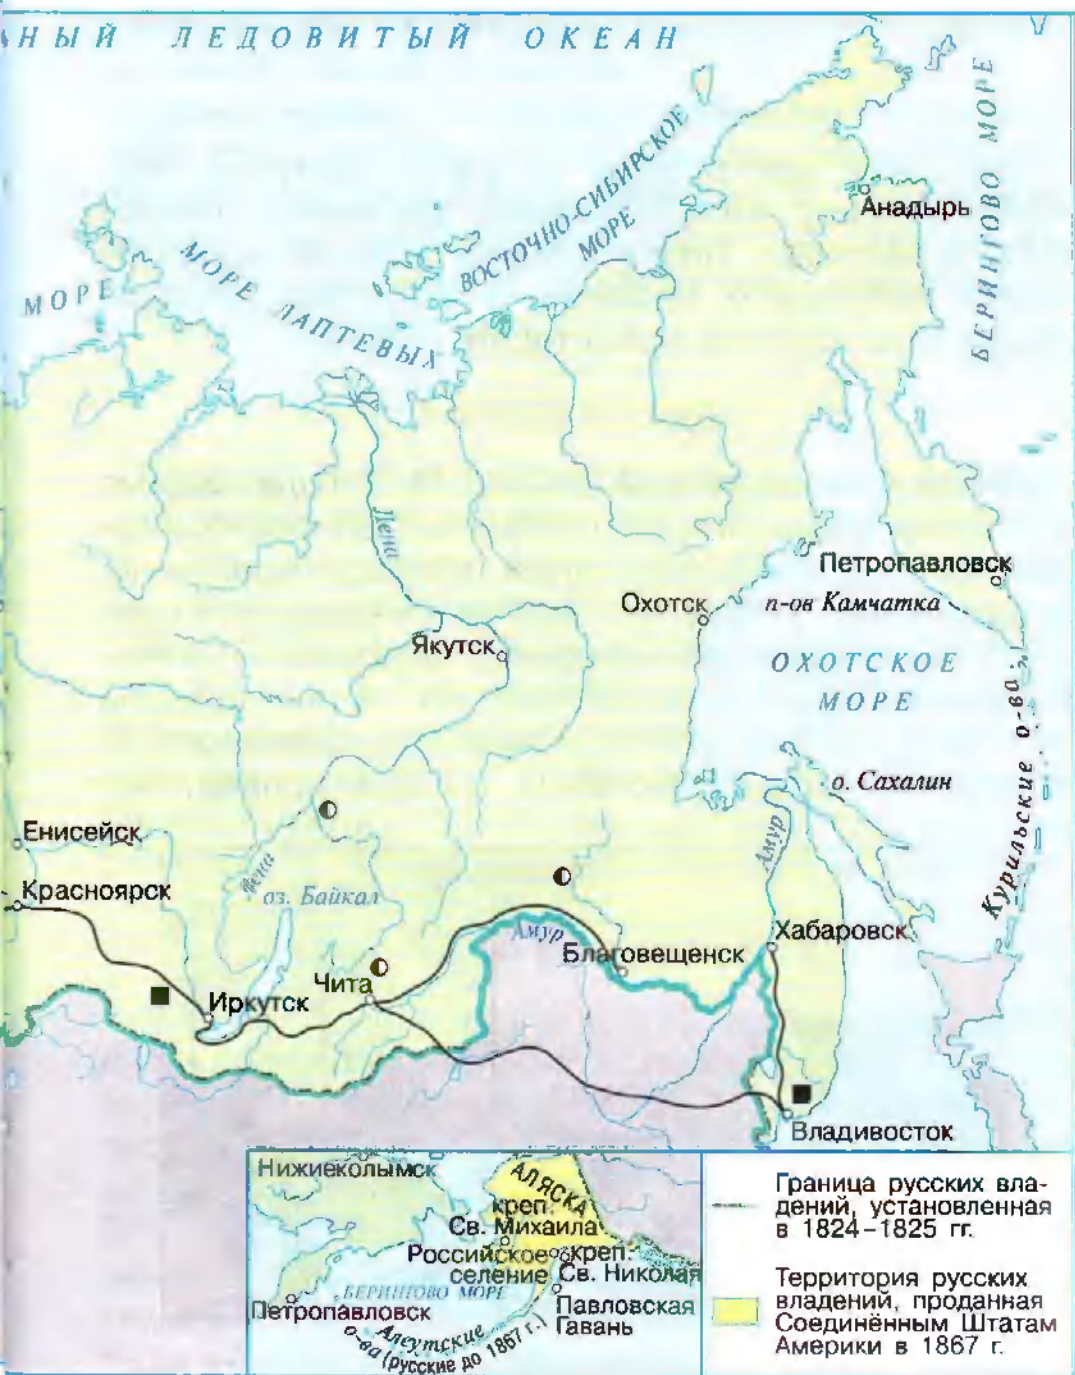 НЫЙ ЛЕДОВИТЫЙ ОКЕАН
БЕРИНГОВО МОРЕ
ВОСТОЧНО-СИБИРСКОЕ
МОРЕ
Анадырь
МОРЕ
МОРЕ ЛАПТЕВЫХ
Лена
Петропавловск
Охотск
п-ов Камчатка
Якутск
ОХОТСКОЕ
МОРЕ
Курильские о-ва
о. Сахалин
Енисейск
Амур
Лена
Красноярск
оз. Байкал
Амур
Хабаровск
Благовещенск
Чита
Иркутск
Владивосток
Нижнеколымск
АЛЯСКА
креп.
Св. Михаила
Российское
селение
креп.
Св. Николая
БЕРИНГОВО МОРЕ
Петропавловск
Павловская
Гавань
Алеутские
о-ва (русские до 1867 г.)
Граница русских вла-
дений, установленная
в 1824–1825 гг.
Территория русских
владений, проданная
Соединённым Штатам
Америки в 1867 г.